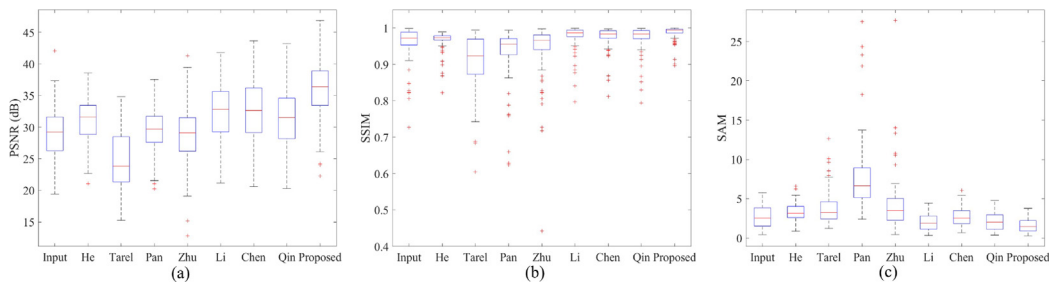 PSNR (dB)
45
40
35
30
25
20
15
Input He Tarel Pan Zhu Li Chen Qin Proposed
(a)
SSIM
1
0.9
0.8
0.7
0.6
0.5
0.4
Input He Tarel Pan Zhu Li Chen Qin Proposed
(b)
SAM
25
20
15
10
5
0
Input He Tarel Pan Zhu Li Chen Qin Proposed
(c)